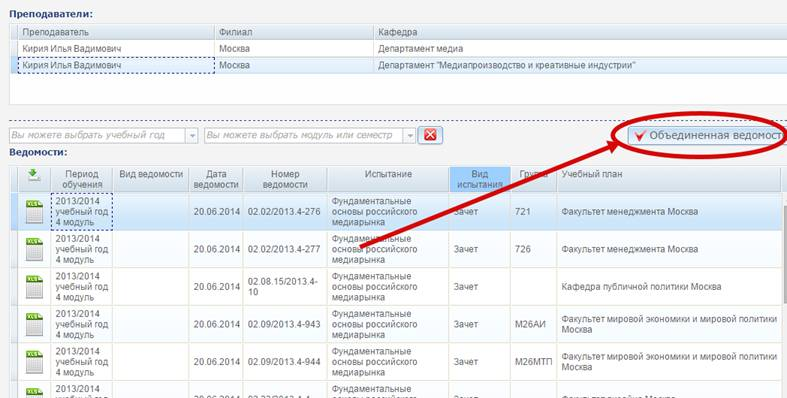 Преподаватели:
Преподаватель Филиал Кафедра
Кирия Илья Вадимович Москва Департамент медиа
Кирия Илья Вадимович Москва Департамент "Медиапроизводство и креативные индустрии"
Вы можете выбрать учебный год Вы можете выбрать модуль или семестр Объединенная ведомост
Ведомости:
Период обучения Вид ведомости Дата ведомости Номер ведомости Испытание Вид испытания Группа Учебный план
XLS 2013/2014 учебный год 4 модуль 20.06.2014 02.02/2013.4-276 Фундаментальные основы российского медиарынка Зачет 721 Факультет менеджмента Москва
XLS 2013/2014 учебный год 4 модуль 20.06.2014 02.02/2013.4-277 Фундаментальные основы российского медиарынка Зачет 726 Факультет менеджмента Москва
XLS 2013/2014 учебный год 4 модуль 20.06.2014 02.08.15/2013.4-10 Фундаментальные основы российского медиарынка Зачет Кафедра публичной политики Москва
XLS 2013/2014 учебный год 4 модуль 20.06.2014 02.09/2013.4-943 Фундаментальные основы российского медиарынка Зачет М26АИ Факультет мировой экономики и мировой политики Москва
XLS 2013/2014 учебный год 4 модуль 20.06.2014 02.09/2013.4-944 Фундаментальные основы российского медиарынка Зачет М26МТП Факультет мировой экономики и мировой политики Москва
XLS 2013/2014 учебный год 20.06.2014 Фундаментальные основы российского Зачет